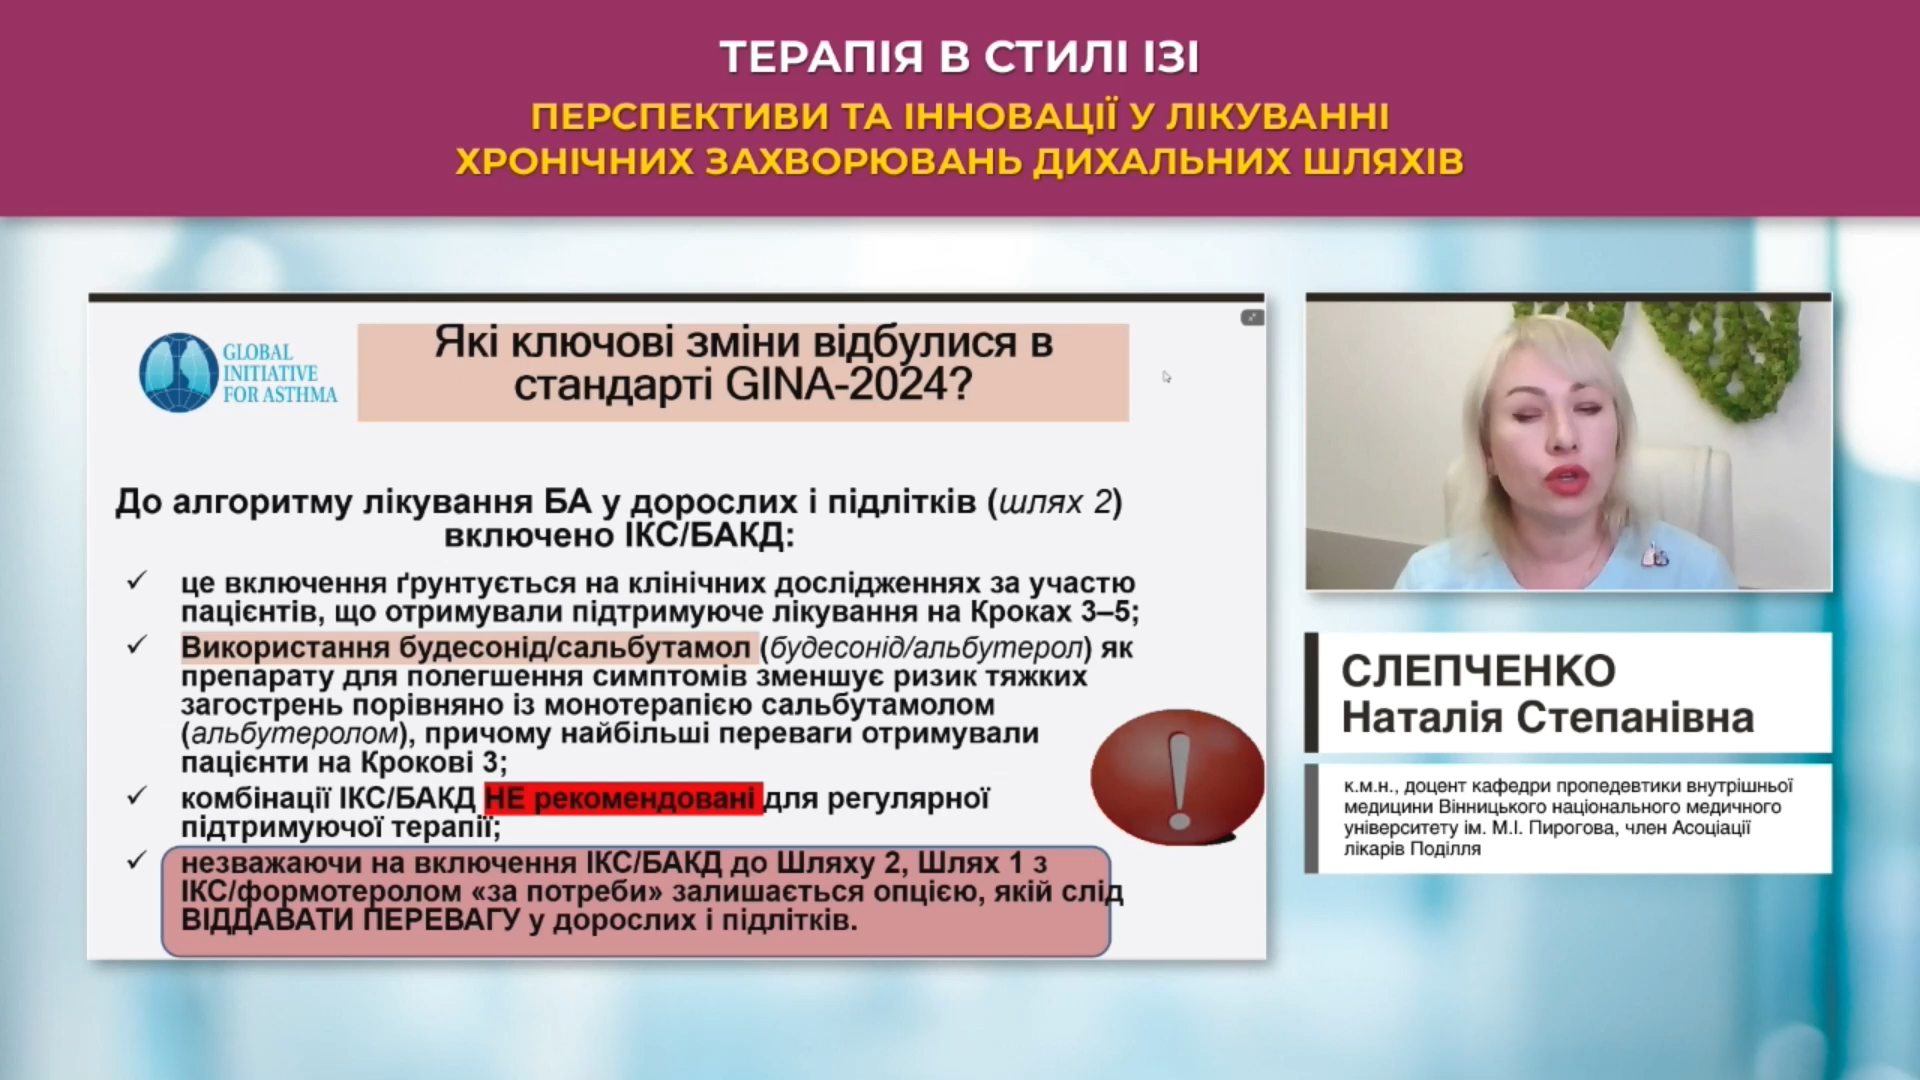 ТЕРАПІЯ В СТИЛІ ІЗІ
ПЕРСПЕКТИВИ ТА ІННОВАЦІЇ У ЛІКУВАННІ
ХРОНІЧНИХ ЗАХВОРЮВАНЬ ДИХАЛЬНИХ ШЛЯХІВ
GLOBAL
INITIATIVE
FOR ASTHMA
Які ключові зміни відбулися в
стандарті GINA-2024?
До алгоритму лікування БА у дорослих і підлітків (шлях 2)
включено ІКС/БАКД:
✓ це включення ґрунтується на клінічних дослідженнях за участю
пацієнтів, що отримували підтримуюче лікування на Кроках 3–5;
✓ Використання будесонід/сальбутамол (будесонід/альбутерол) як
препарату для полегшення симптомів зменшує ризик тяжких
загострень порівняно із монотерапією сальбутамолом
(альбутеролом), причому найбільші переваги отримували
пацієнти на Крокові 3;
✓ комбінації ІКС/БАКД НЕ рекомендовані для регулярної
підтримуючої терапії;
✓ незважаючи на включення ІКС/БАКД до Шляху 2, Шлях 1 з
ІКС/формотеролом «за потреби» залишається опцією, якій слід
ВІДДАВАТИ ПЕРЕВАГУ у дорослих і підлітків.
СЛЕПЧЕНКО
Наталія Степанівна
к.м.н., доцент кафедри пропедевтики внутрішньої
медицини Вінницького національного медичного
університету ім. М.І. Пирогова, член Асоціації
лікарів Поділля